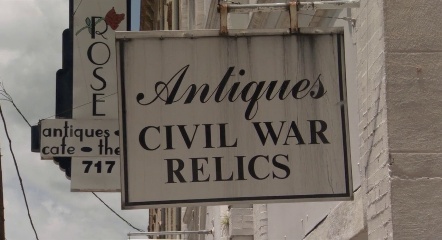 ROSE
antiques •
cafe • the
717
Antiques
CIVIL WAR
RELICS